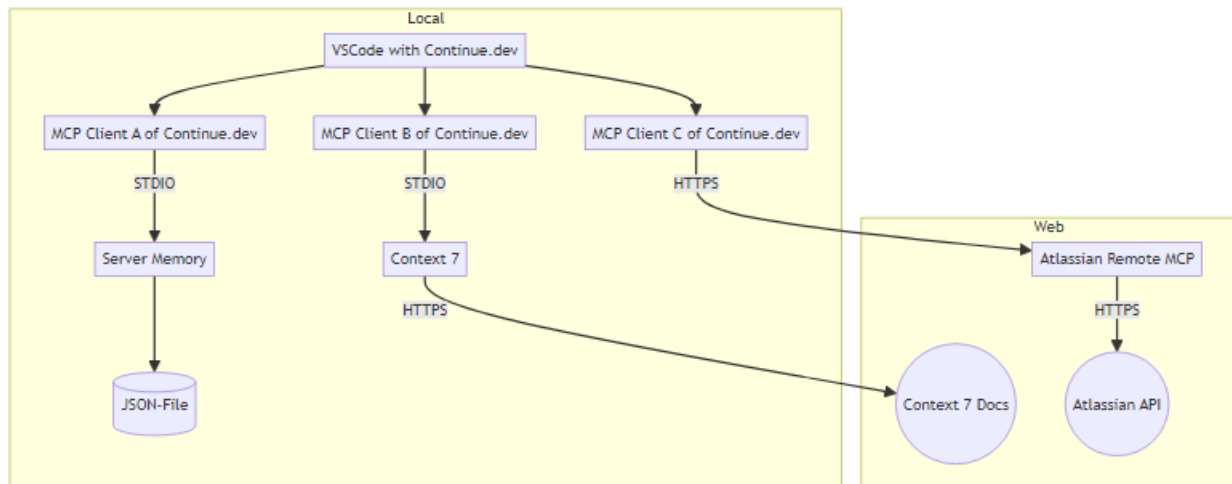 Local
VSCode with Continue.dev
MCP Client A of Continue.dev
MCP Client B of Continue.dev
MCP Client C of Continue.dev
STDIO
STDIO
HTTPS
Web
Server Memory
Context 7
Atlassian Remote MCP
HTTPS
HTTPS
JSON-File
Context 7 Docs
Atlassian API